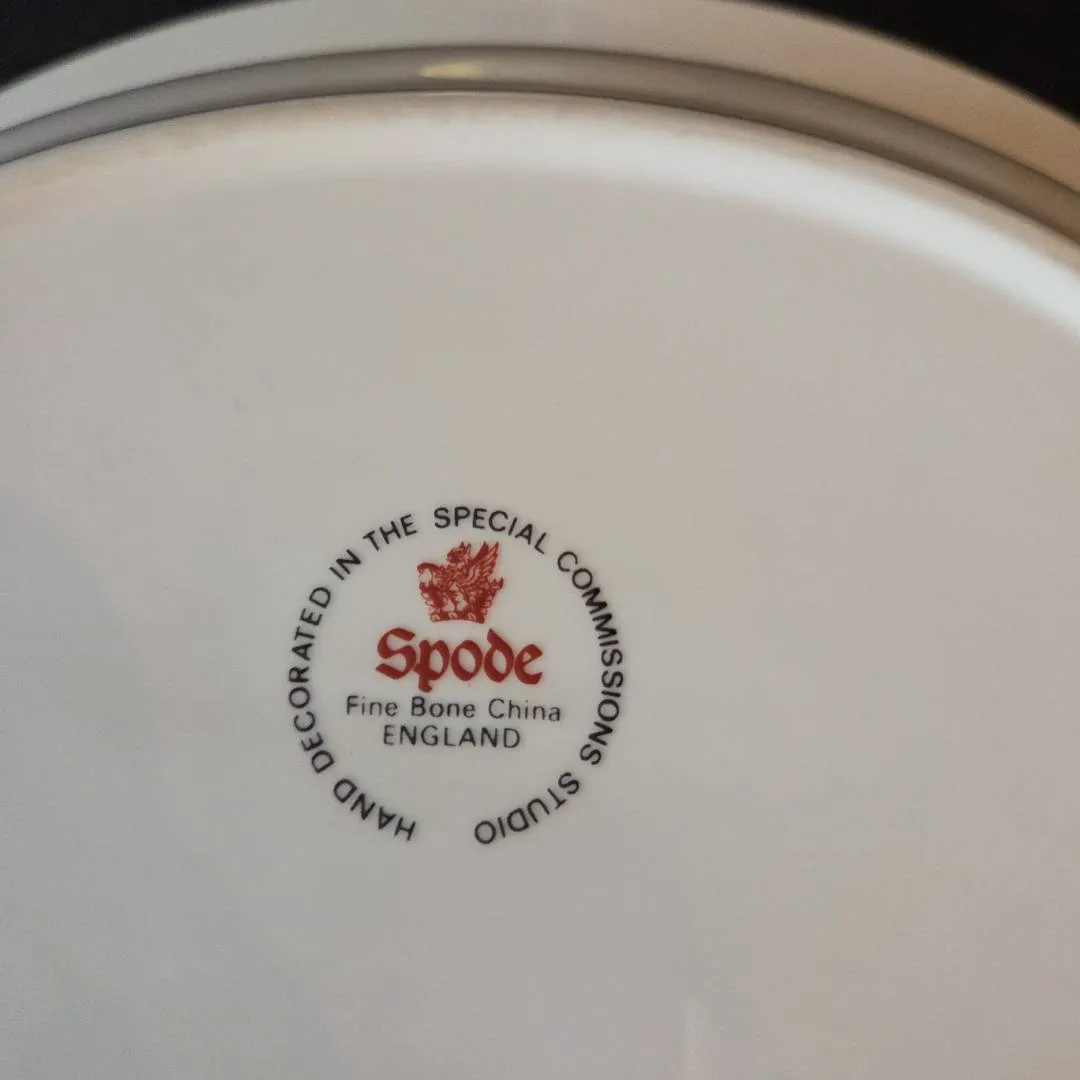 HAND DECORATED IN THE SPECIAL COMMISSIONS STUDIO
Spode
Fine Bone China
ENGLAND